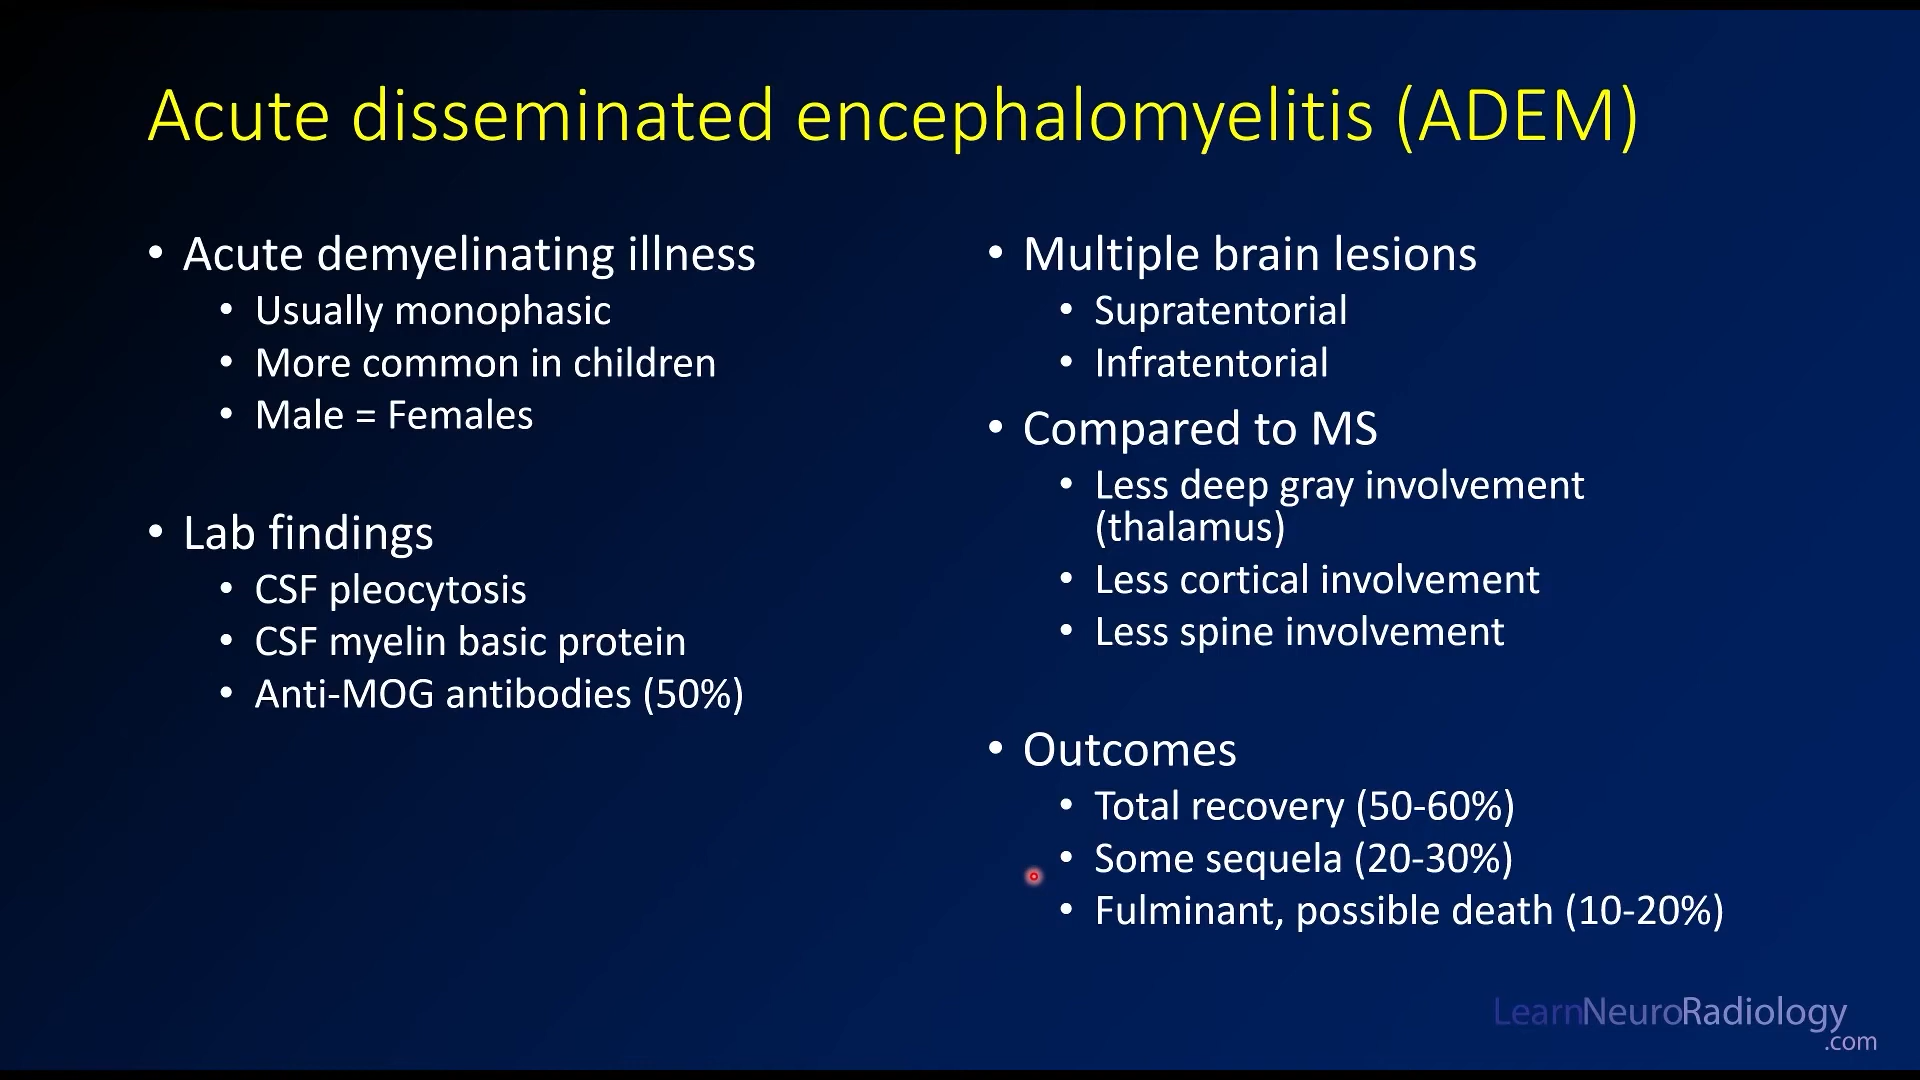 Acute disseminated encephalomyelitis (ADEM)
• Acute demyelinating illness
• Usually monophasic
• More common in children
• Male = Females
• Lab findings
• CSF pleocytosis
• CSF myelin basic protein
• Anti-MOG antibodies (50%)
• Multiple brain lesions
• Supratentorial
• Infratentorial
• Compared to MS
• Less deep gray involvement
(thalamus)
• Less cortical involvement
• Less spine involvement
• Outcomes
• Total recovery (50-60%)
• Some sequela (20-30%)
• Fulminant, possible death (10-20%)
LearnNeuroRadiology
.com